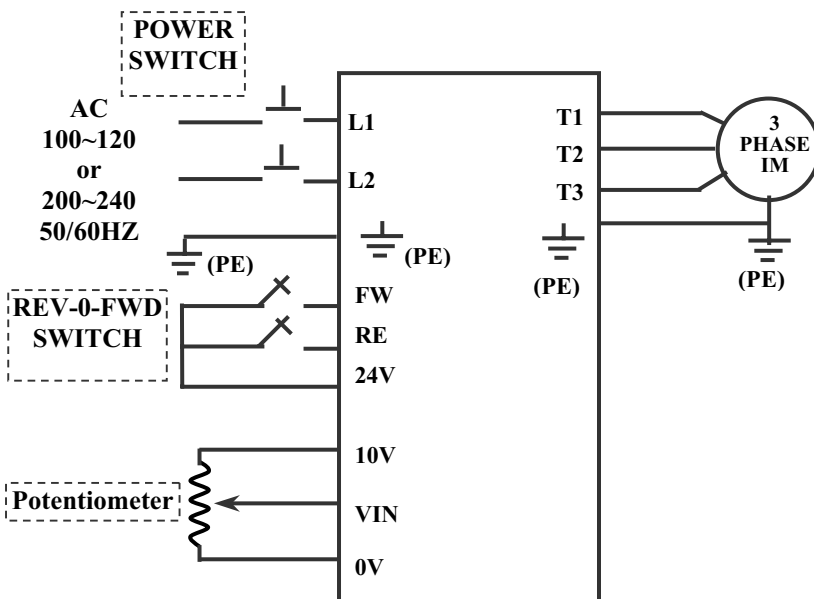 POWER
SWITCH
AC
100~120
or
200~240
50/60HZ
L1
L2
(PE)
(PE)
T1
T2
T3
(PE)
3
PHASE
IM
(PE)
REV-0-FWD
SWITCH
FW
RE
24V
Potentiometer
10V
VIN
0V